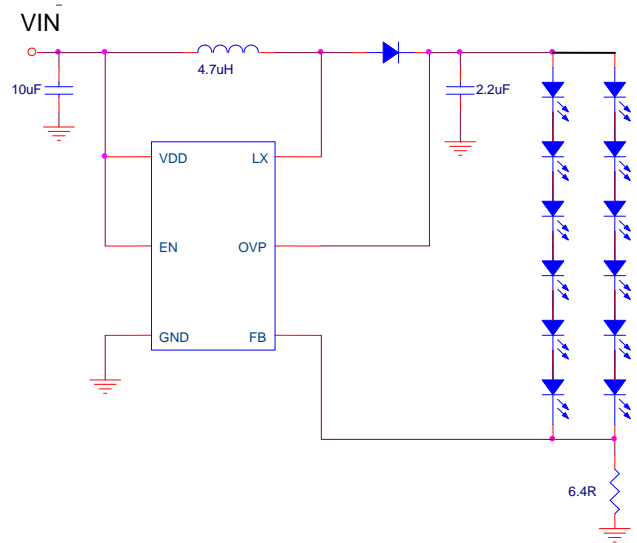 VIN
10uF
4.7uH
2.2uF
VDD LX
EN OVP
GND FB
6.4R